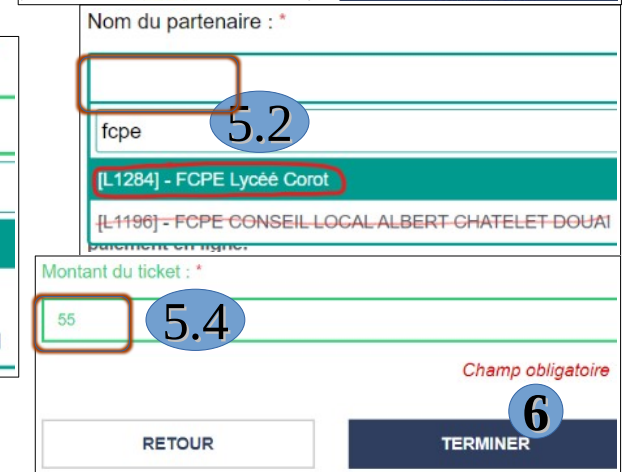 Nom du partenaire : *
5.2
fcpe
[L1284] - FCPE Lycéé Corot
[L1196] - FCPE CONSEIL LOCAL ALBERT CHATELET DOUAI
paiement en ligne.
Montant du ticket : *
55
5.4
Champ obligatoire
6
RETOUR
TERMINER